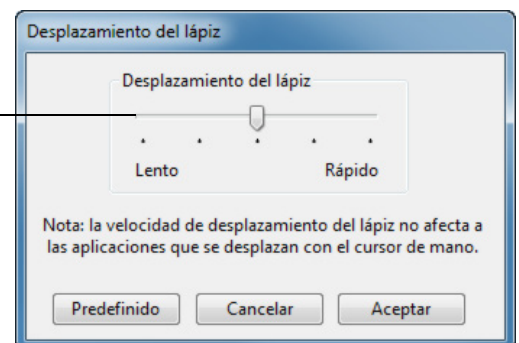 Desplazamiento del lápiz
Desplazamiento del lápiz
Lento Rápido
Nota: la velocidad de desplazamiento del lápiz no afecta a
las aplicaciones que se desplazan con el cursor de mano.
Predefinido Cancelar Aceptar